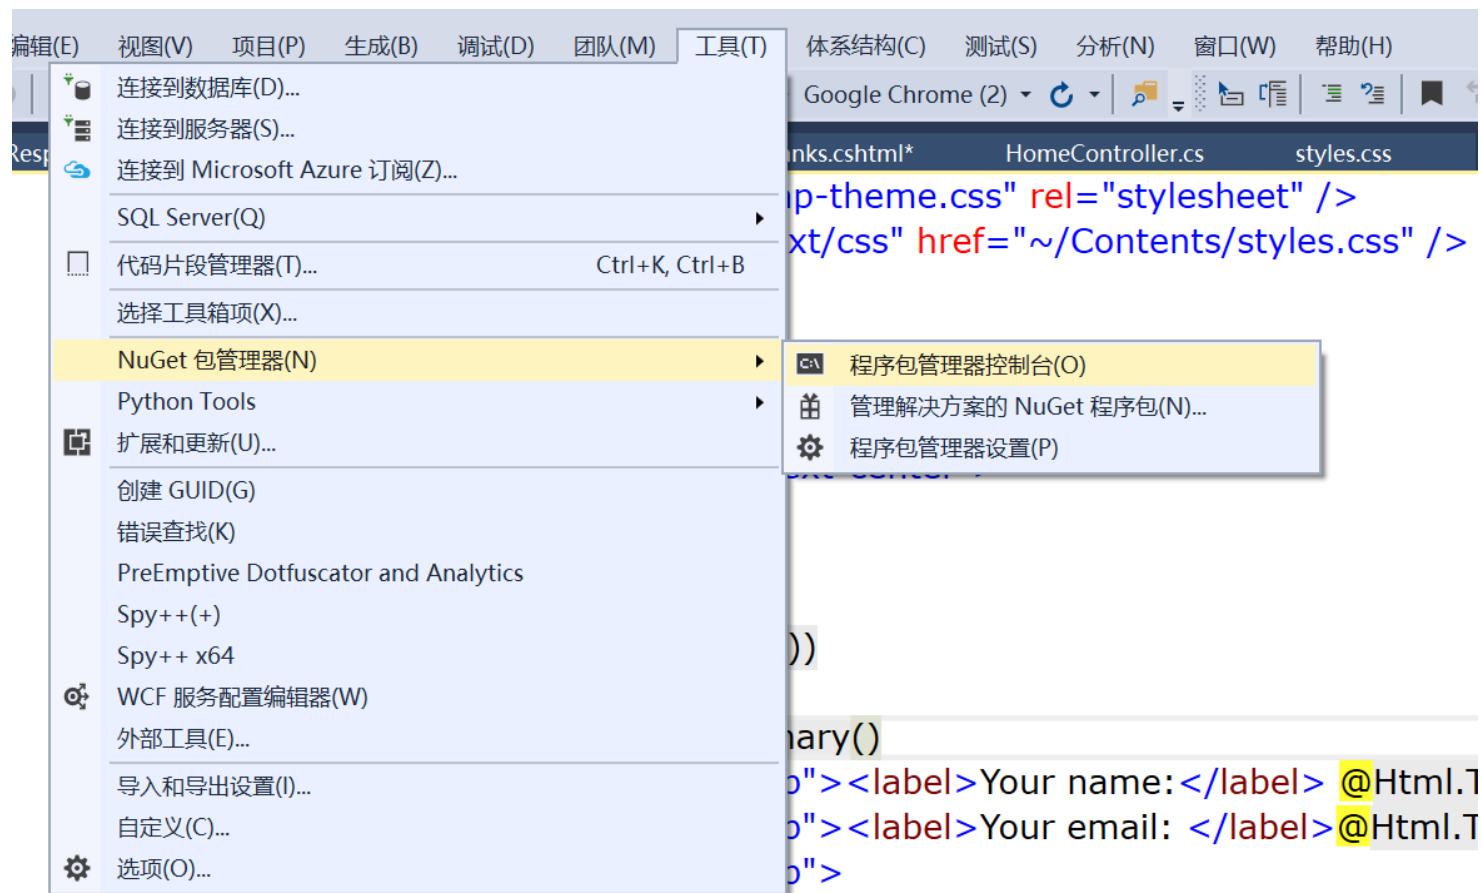 编辑(E) 视图(V) 项目(P) 生成(B) 调试(D) 团队(M) 工具(T) 体系结构(C) 测试(S) 分析(N) 窗口(W) 帮助(H)
连接到数据库(D)...
Google Chrome (2)
连接到服务器(S)...
nks.cshtml* HomeController.cs styles.css
连接到 Microsoft Azure 订阅(Z)...
p-theme.css" rel="stylesheet" />
SQL Server(Q)
xt/css" href="~/Contents/styles.css" />
代码片段管理器(T)... Ctrl+K, Ctrl+B
选择工具箱项(X)...
NuGet 包管理器(N)
程序包管理器控制台(O)
Python Tools
管理解决方案的 NuGet 程序包(N)...
扩展和更新(U)...
程序包管理器设置(P)
创建 GUID(G)
错误查找(K)
PreEmptive Dotfuscator and Analytics
Spy++(+)
Spy++ x64
))
WCF 服务配置编辑器(W)
外部工具(E)...
mary()
导入和导出设置(I)...
"><label>Your name:</label> @Html.T
自定义(C)...
"><label>Your email: </label>@Html.T
选项(O)...
">